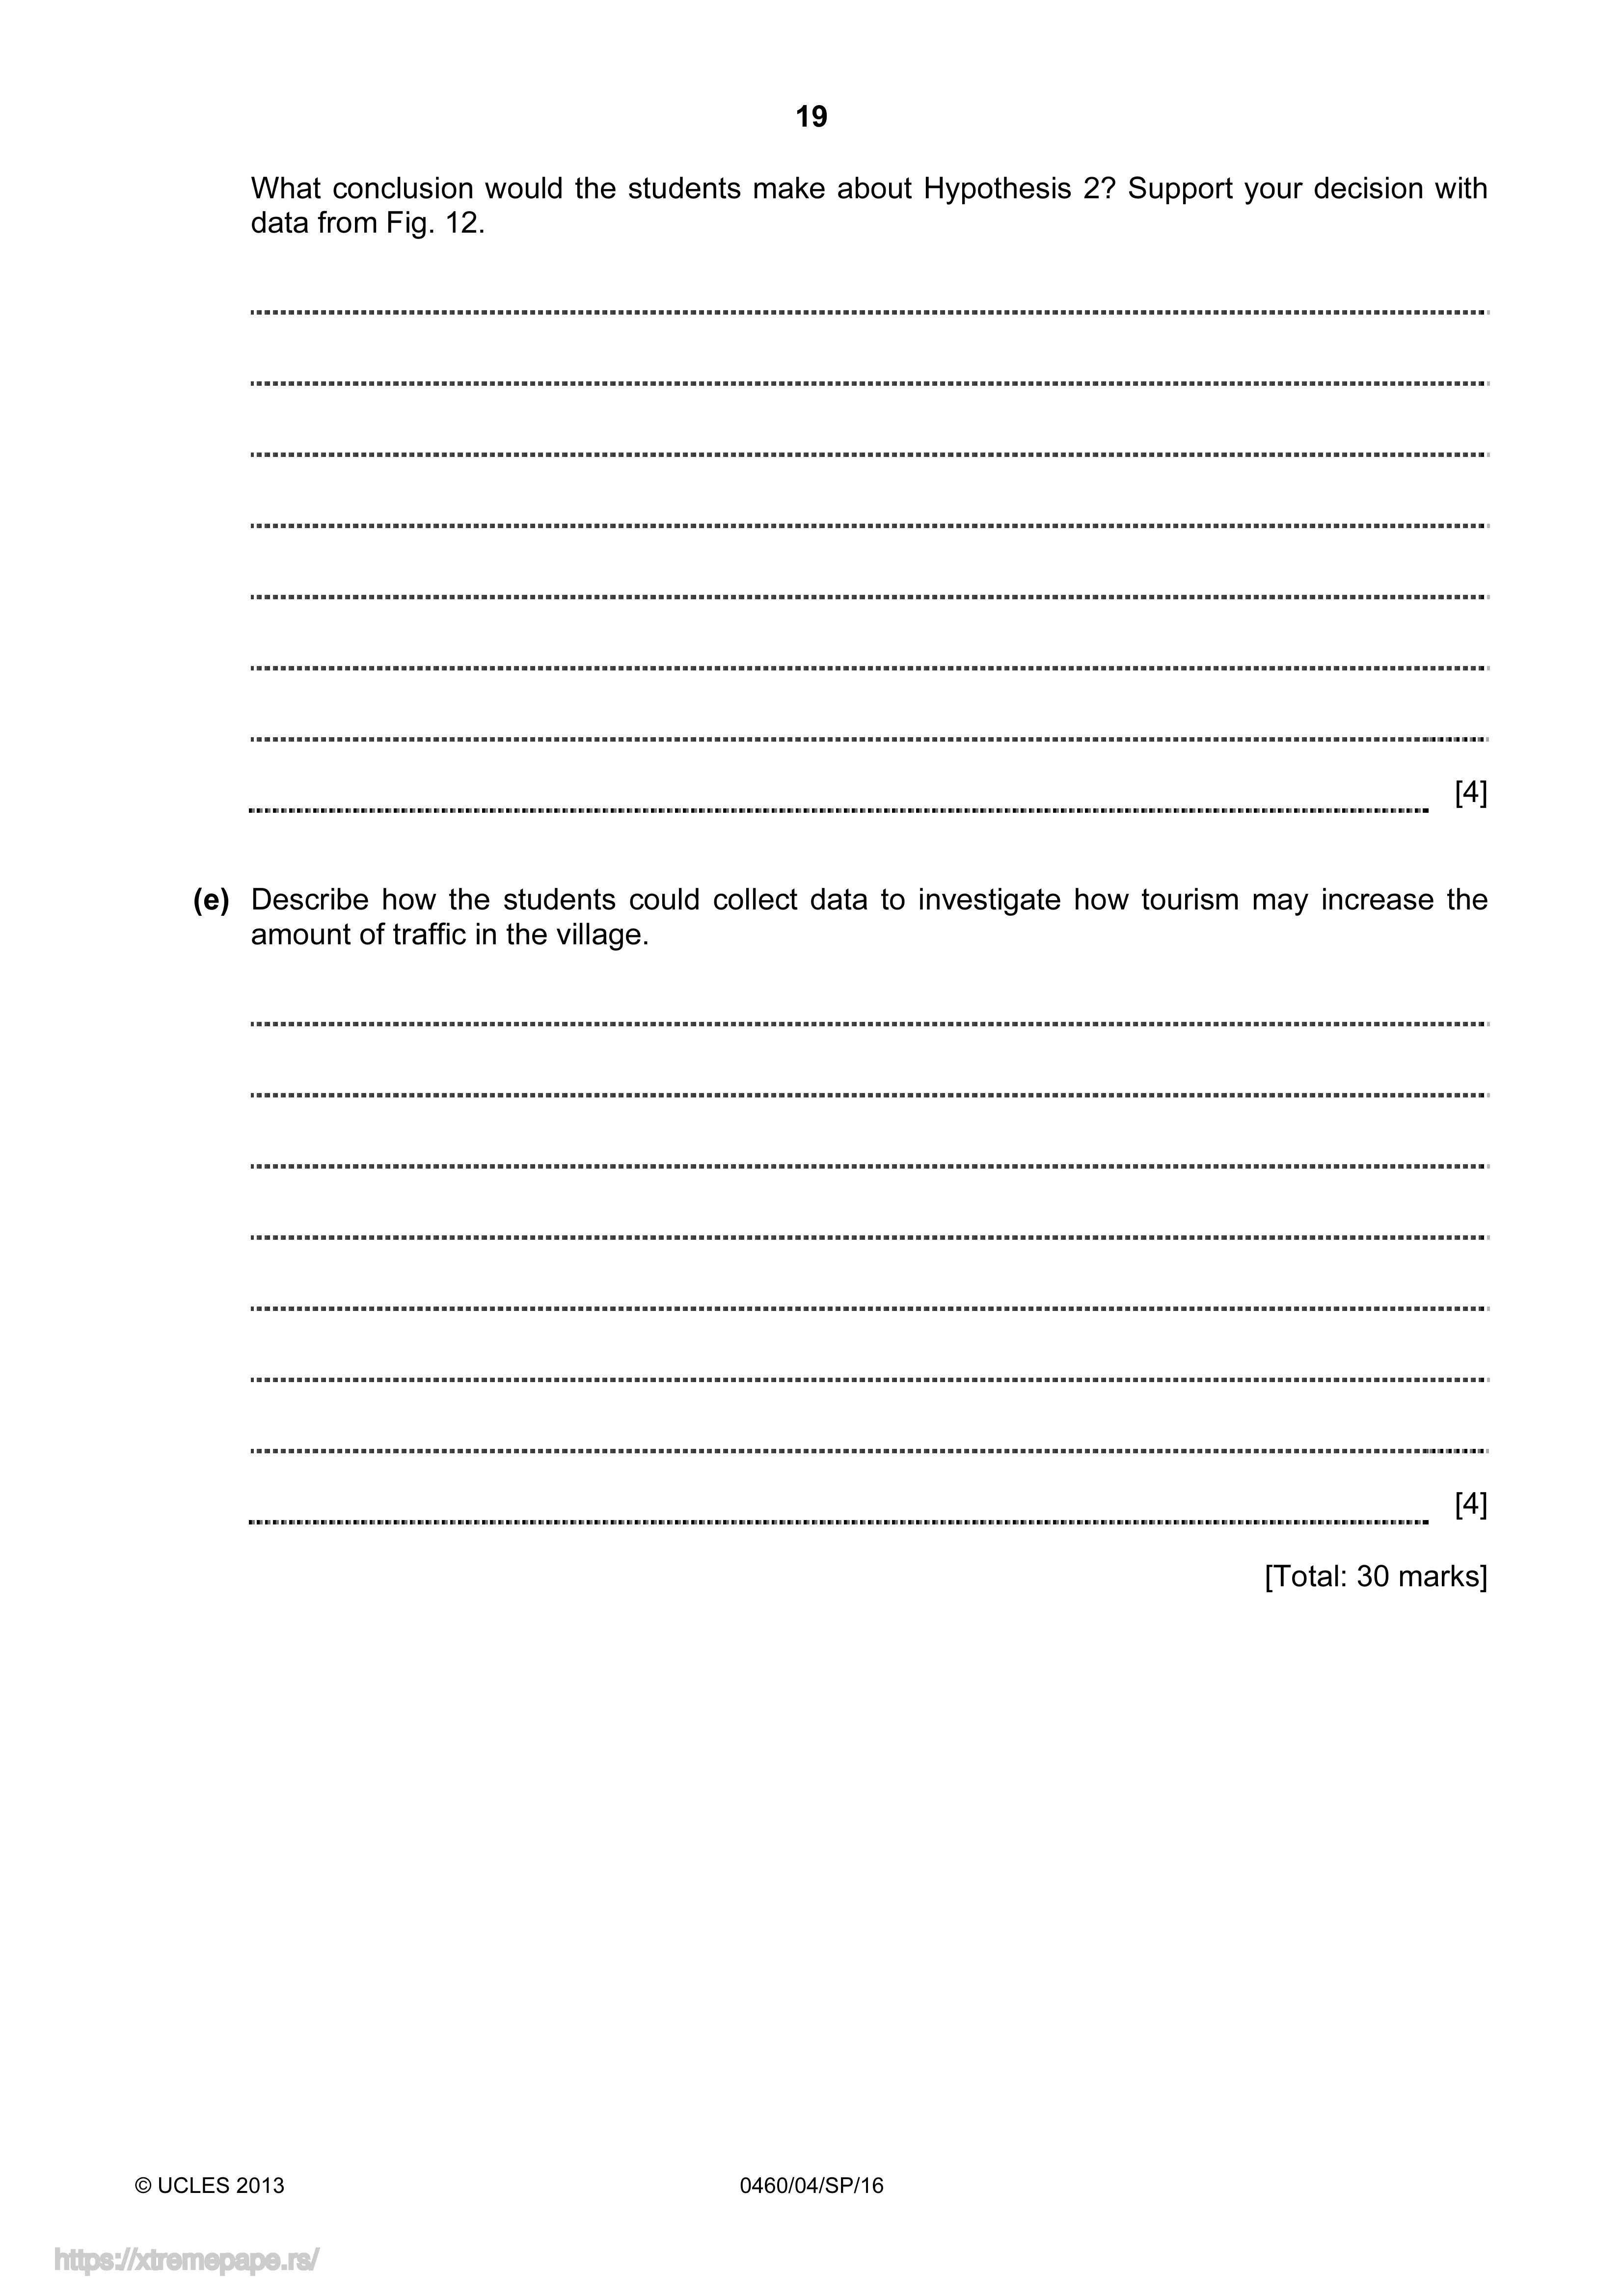 19
What conclusion would the students make about Hypothesis 2? Support your decision with
data from Fig. 12.
[4]
(e) Describe how the students could collect data to investigate how tourism may increase the
amount of traffic in the village.
[4]
[Total: 30 marks]
© UCLES 2013 0460/04/SP/16
https://xtremepape.rs/